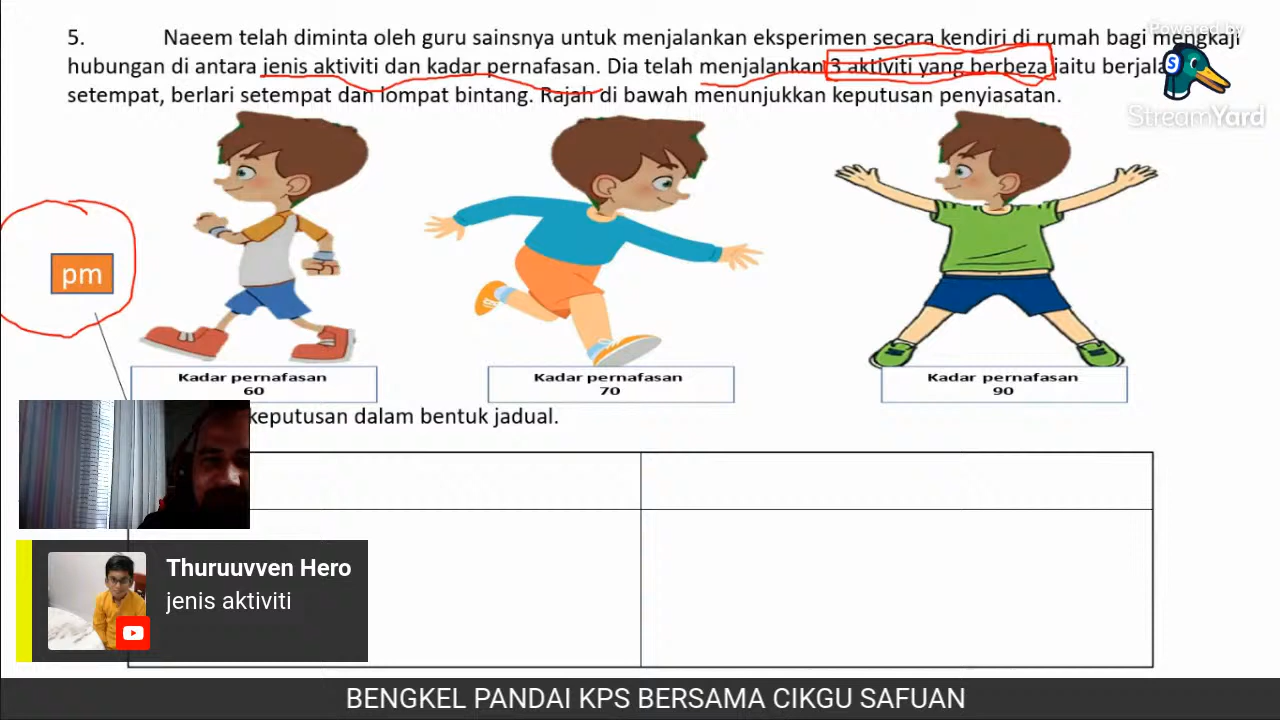 5. Naeem telah diminta oleh guru sainsnya untuk menjalankan eksperimen secara kendiri di rumah bagi mengkaji
hubungan di antara jenis aktiviti dan kadar pernafasan. Dia telah menjalankan 3 aktiviti yang berbeza iaitu
setempat, berlari setempat dan lompat bintang. Rajah di bawah menunjukkan keputusan penyiasatan.
Powered by
StreamYard
pm
Kadar pernafasan
60
Kadar pernafasan
70
Kadar pernafasan
90
keputusan dalam bentuk jadual.
Thuruuvven Hero
jenis aktiviti
BENGKEL PANDAI KPS BERSAMA CIKGU SAFUAN